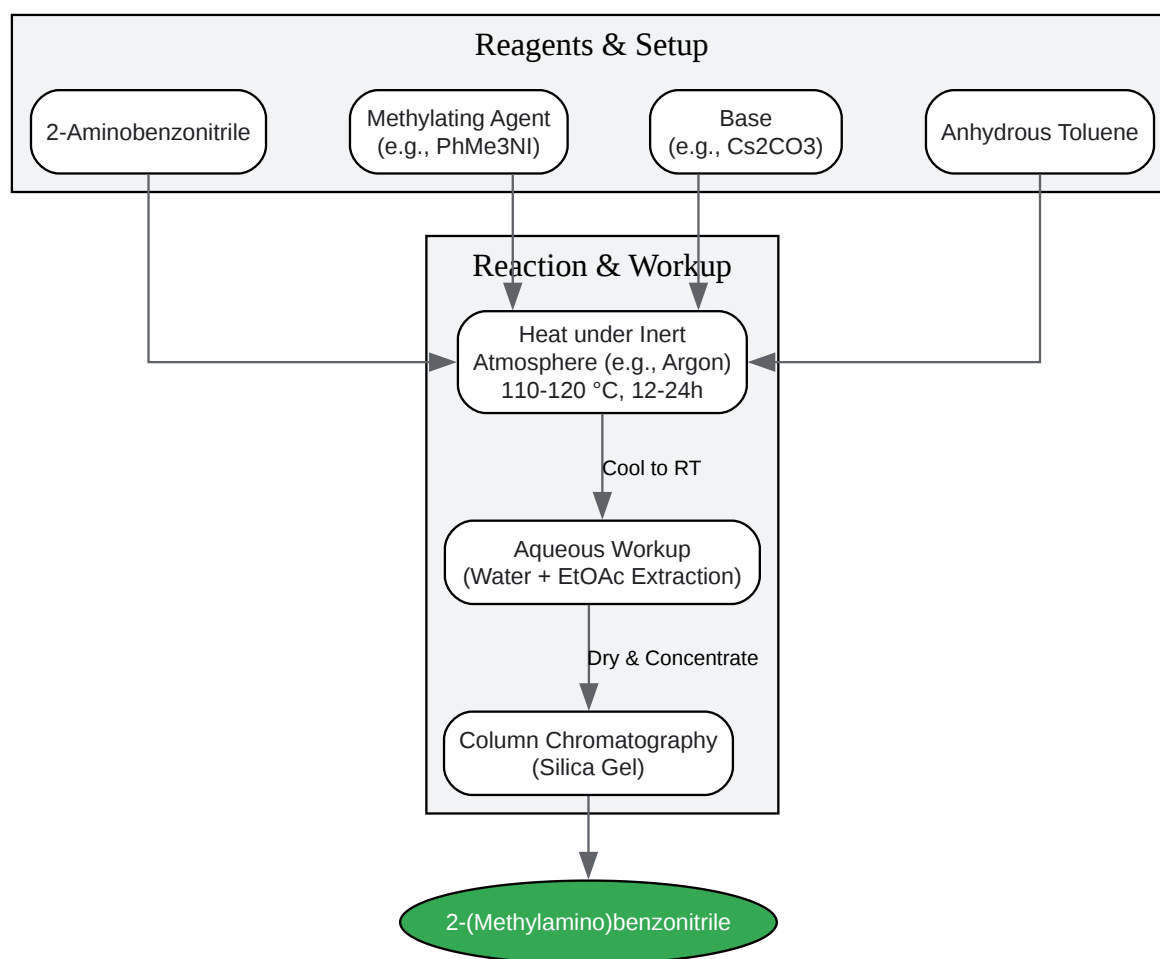 Reagents & Setup
2-Aminobenzonitrile
Methylating Agent
(e.g., PhMe3NI)
Base
(e.g., Cs2CO3)
Anhydrous Toluene
Reaction & Workup
Heat under Inert
Atmosphere (e.g., Argon)
110-120 °C, 12-24h
Cool to RT
Aqueous Workup
(Water + EtOAc Extraction)
Dry & Concentrate
Column Chromatography
(Silica Gel)
2-(Methylamino)benzonitrile